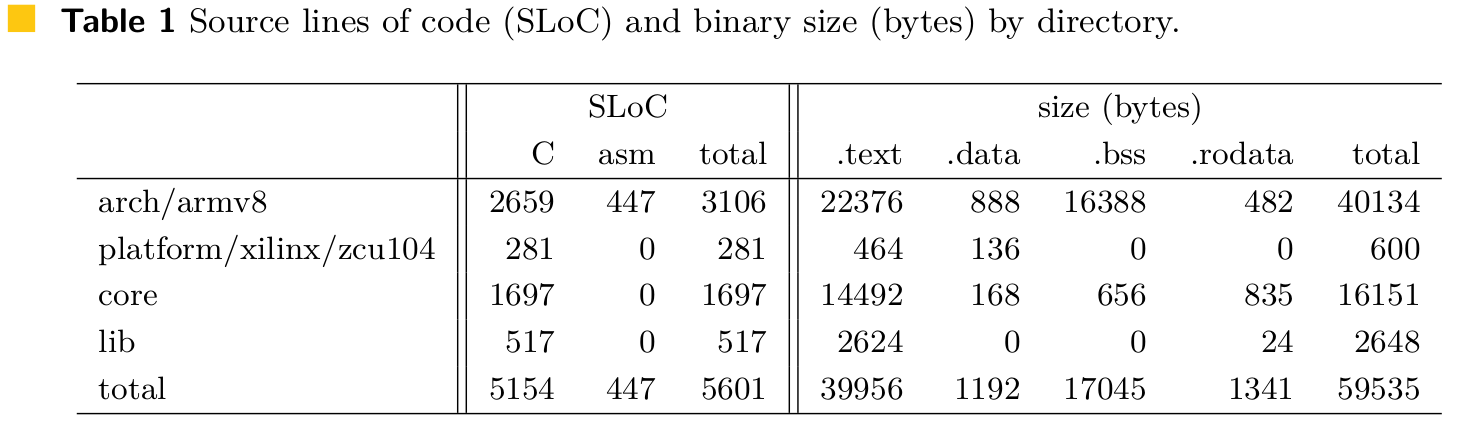 Table 1 Source lines of code (SLoC) and binary size (bytes) by directory.
SLoC size (bytes)
C asm total .text .data .bss .rodata total
arch/armv8 2659 447 3106 22376 888 16388 482 40134
platform/xilinx/zcu104 281 0 281 464 136 0 0 600
core 1697 0 1697 14492 168 656 835 16151
lib 517 0 517 2624 0 0 24 2648
total 5154 447 5601 39956 1192 17045 1341 59535